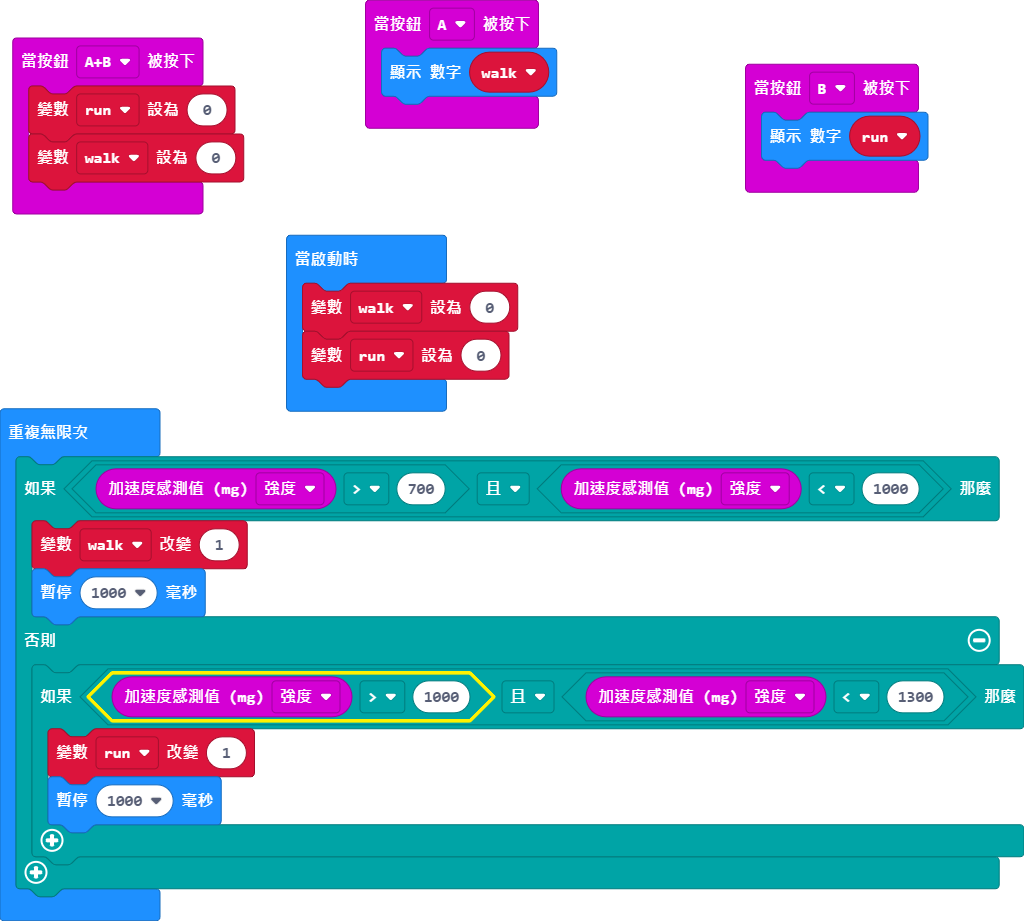 當按鈕 A+B 被按下
變數 run 設為 0
變數 walk 設為 0
當按鈕 A 被按下
顯示 數字 walk
當按鈕 B 被按下
顯示 數字 run
當啟動時
變數 walk 設為 0
變數 run 設為 0
重複無限次
如果 加速度感測值 (mg) 強度 > 700 且 加速度感測值 (mg) 強度 < 1000 那麼
變數 walk 改變 1
暫停 1000 毫秒
否則
如果 加速度感測值 (mg) 強度 > 1000 且 加速度感測值 (mg) 強度 < 1300 那麼
變數 run 改變 1
暫停 1000 毫秒